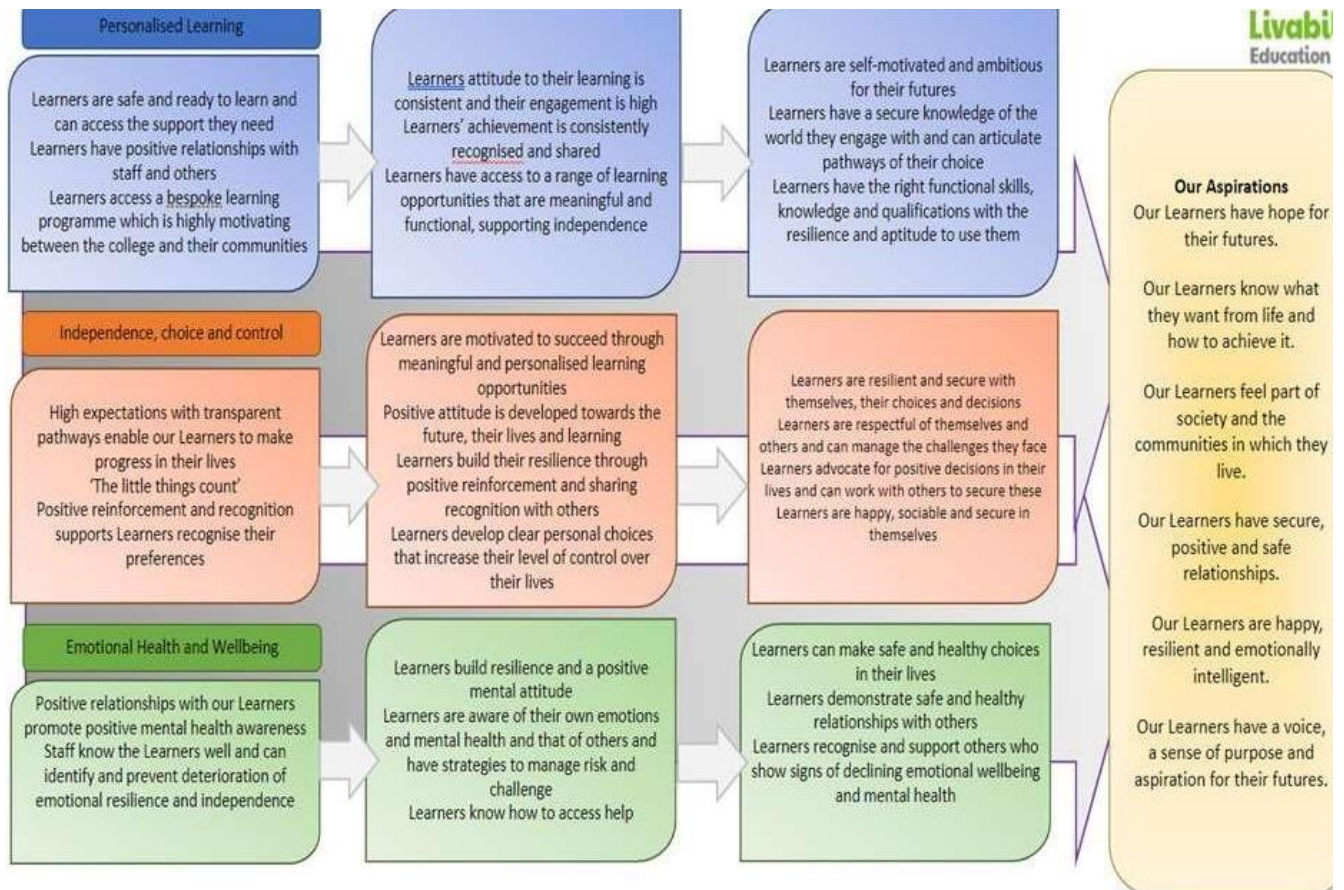 Personalised Learning
Learners are safe and ready to learn and
can access the support they need
Learners have positive relationships with
staff and others
Learners access a bespoke learning
programme which is highly motivating
between the college and their communities
Learners attitude to their learning is
consistent and their engagement is high
Learners' achievement is consistently
recognised and shared
Learners have access to a range of learning
opportunities that are meaningful and
functional, supporting independence
Learners are self-motivated and ambitious
for their futures
Learners have a secure knowledge of the
world they engage with and can articulate
pathways of their choice
Learners have the right functional skills,
knowledge and qualifications with the
resilience and aptitude to use them
Independence, choice and control
High expectations with transparent
pathways enable our Learners to make
progress in their lives
'The little things count'
Positive reinforcement and recognition
supports Learners recognise their
preferences
Learners are motivated to succeed through
meaningful and personalised learning
opportunities
Positive attitude is developed towards the
future, their lives and learning
Learners build their resilience through
positive reinforcement and sharing
recognition with others
Learners develop clear personal choices
that increase their level of control over
their lives
Learners are resilient and secure with
themselves, their choices and decisions
Learners are respectful of themselves and
others and can manage the challenges they face
Learners advocate for positive decisions in their
lives and can work with others to secure these
Learners are happy, sociable and secure in
themselves
Emotional Health and Wellbeing
Positive relationships with our Learners
promote positive mental health awareness
Staff know the Learners well and can
identify and prevent deterioration of
emotional resilience and independence
Learners build resilience and a positive
mental attitude
Learners are aware of their own emotions
and mental health and that of others and
have strategies to manage risk and
challenge
Learners know how to access help
Learners can make safe and healthy choices
in their lives
Learners demonstrate safe and healthy
relationships with others
Learners recognise and support others who
show signs of declining emotional wellbeing
and mental health
Livabil
Education
Our Aspirations
Our Learners have hope for
their futures.
Our Learners know what
they want from life and
how to achieve it.
Our Learners feel part of
society and the
communities in which they
live.
Our Learners have secure,
positive and safe
relationships.
Our Learners are happy,
resilient and emotionally
intelligent.
Our Learners have a voice,
a sense of purpose and
aspiration for their futures.